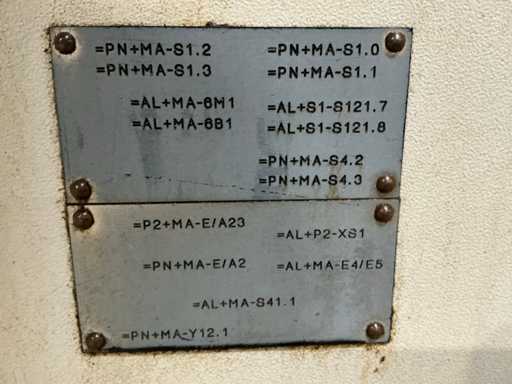 =PN+MA-S1.2 =PN+MA-S1.0
=PN+MA-S1.3 =PN+MA-S1.1
=AL+MA-6M1 =AL+S1-S121.7
=AL+MA-6B1 =AL+S1-S121.8
=PN+MA-S4.2
=PN+MA-S4.3
=P2+MA-E/A23 =AL+P2-XS1
=PN+MA-E/A2 =AL+MA-E4/E5
=AL+MA-S41.1
=PN+MA-Y12.1